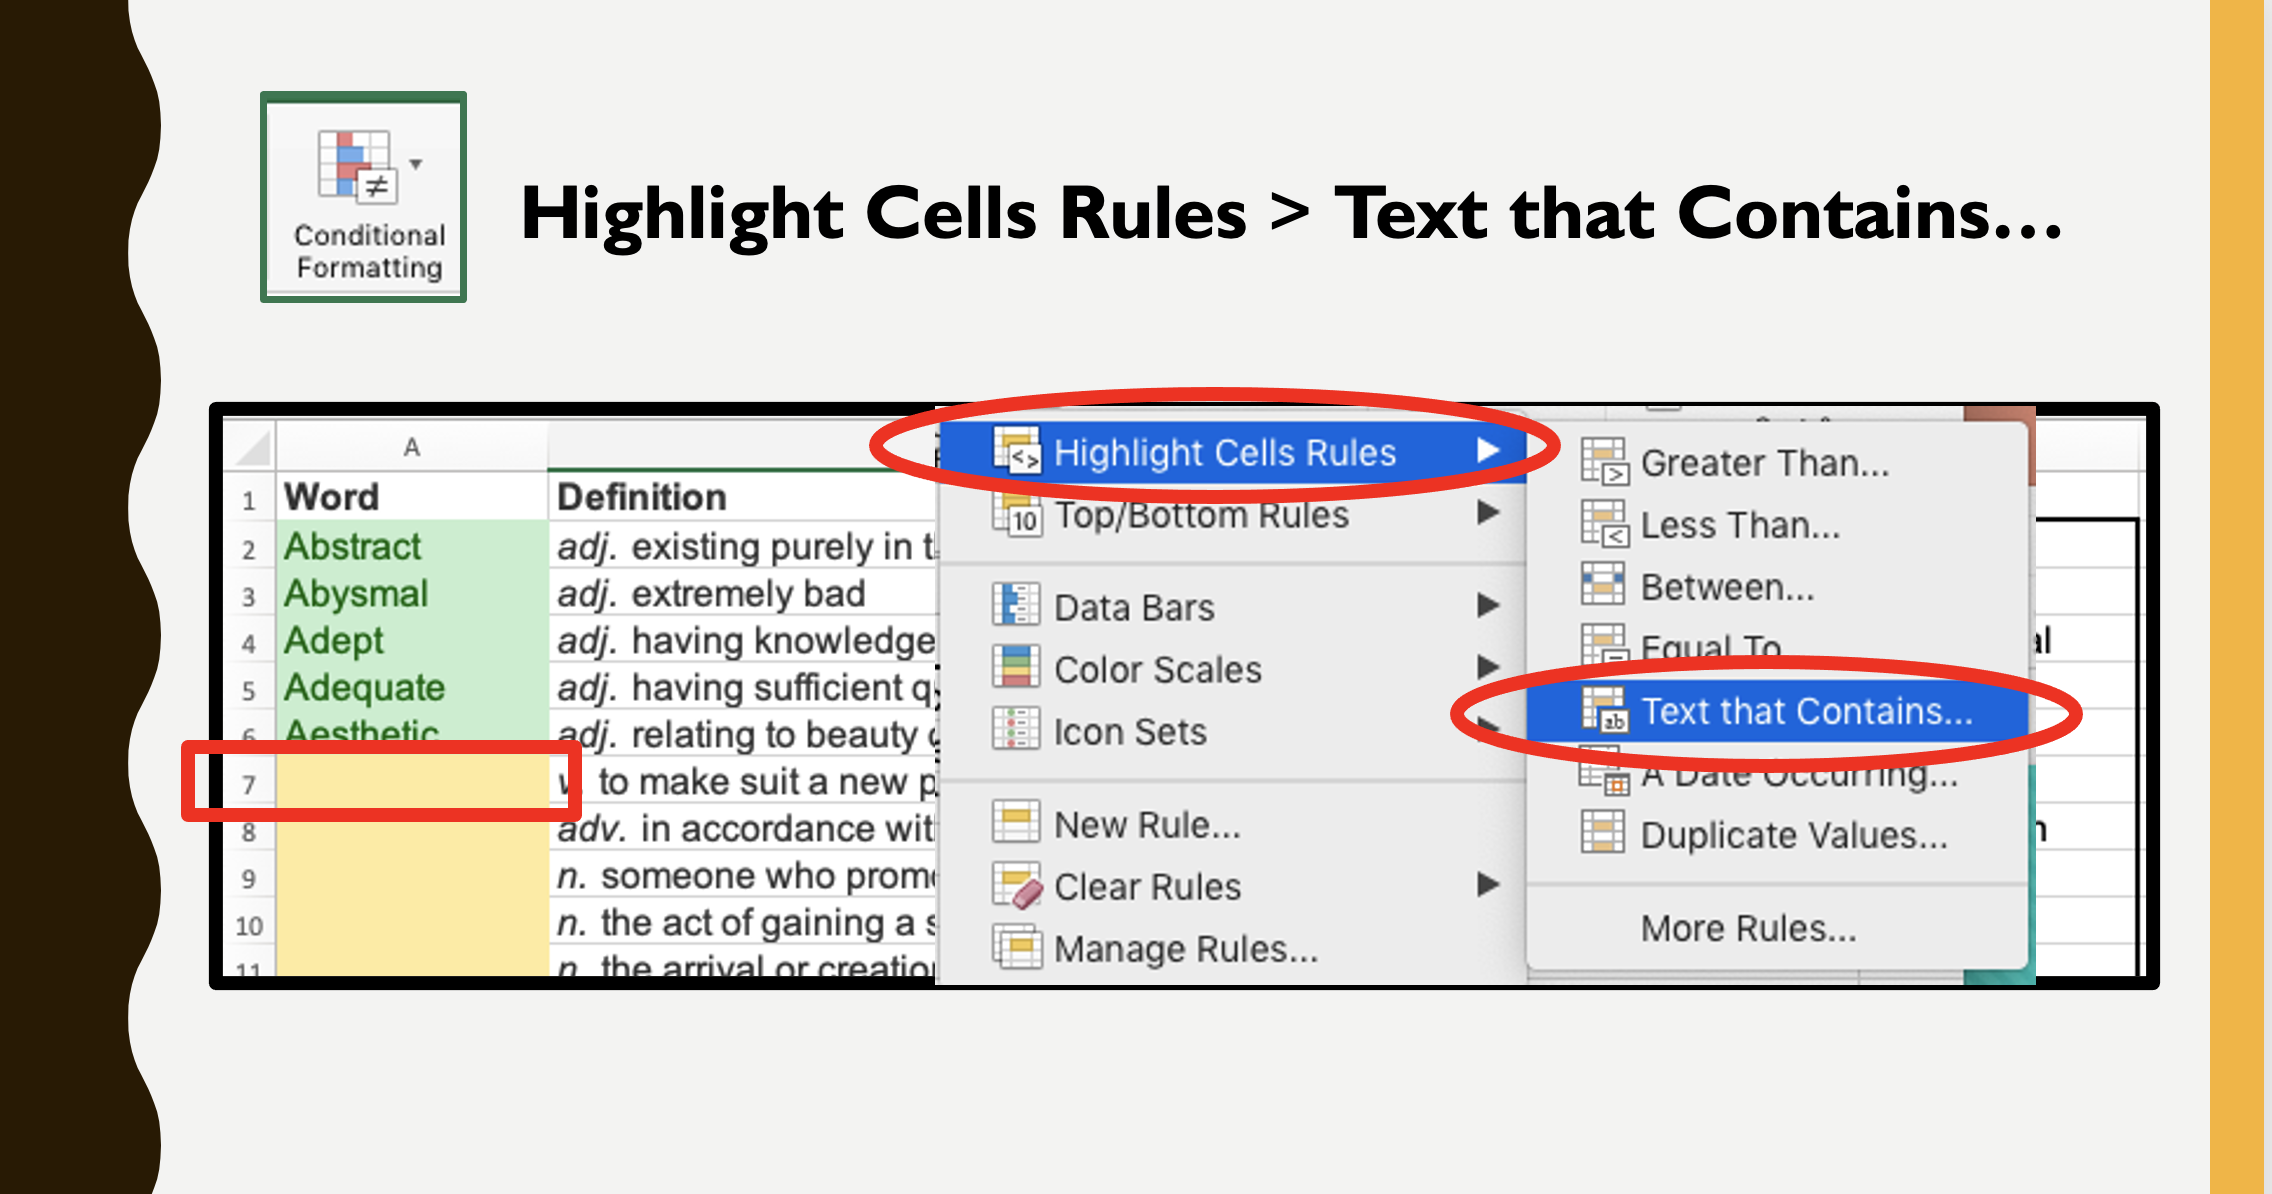 Conditional
Formatting
Highlight Cells Rules > Text that Contains...
A
1 Word Definition
2 Abstract adj. existing purely in t
3 Abysmal adj. extremely bad
4 Adept adj. having knowledge
5 Adequate adj. having sufficient q
6 Aesthetic adj. relating to beauty
7 v. to make suit a new p
8 adv. in accordance wit
9 n. someone who prom
10 n. the act of gaining a s
11 n. the arrival or creation
Highlight Cells Rules
10 Top/Bottom Rules
Data Bars
Color Scales
Icon Sets
New Rule...
Clear Rules
Manage Rules...
> Greater Than...
< Less Than...
Between...
= Equal To
ab Text that Contains...
A Date Occurring...
Duplicate Values...
More Rules...
al
n